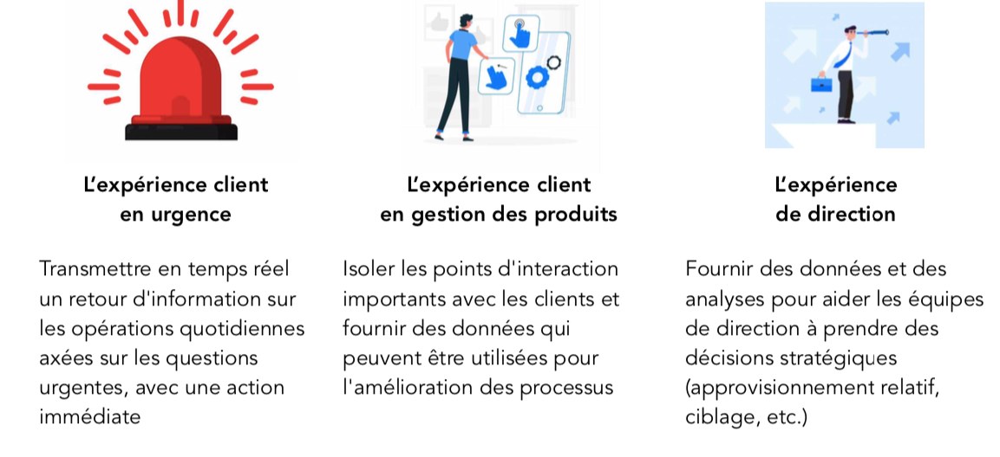 L’expérience client
en urgence
Transmettre en temps réel
un retour d'information sur
les opérations quotidiennes
axées sur les questions
urgentes, avec une action
immédiate
L’expérience client
en gestion des produits
Isoler les points d'interaction
importants avec les clients et
fournir des données qui
peuvent être utilisées pour
l'amélioration des processus
L’expérience
de direction
Fournir des données et des
analyses pour aider les équipes
de direction à prendre des
décisions stratégiques
(approvisionnement relatif,
ciblage, etc.)